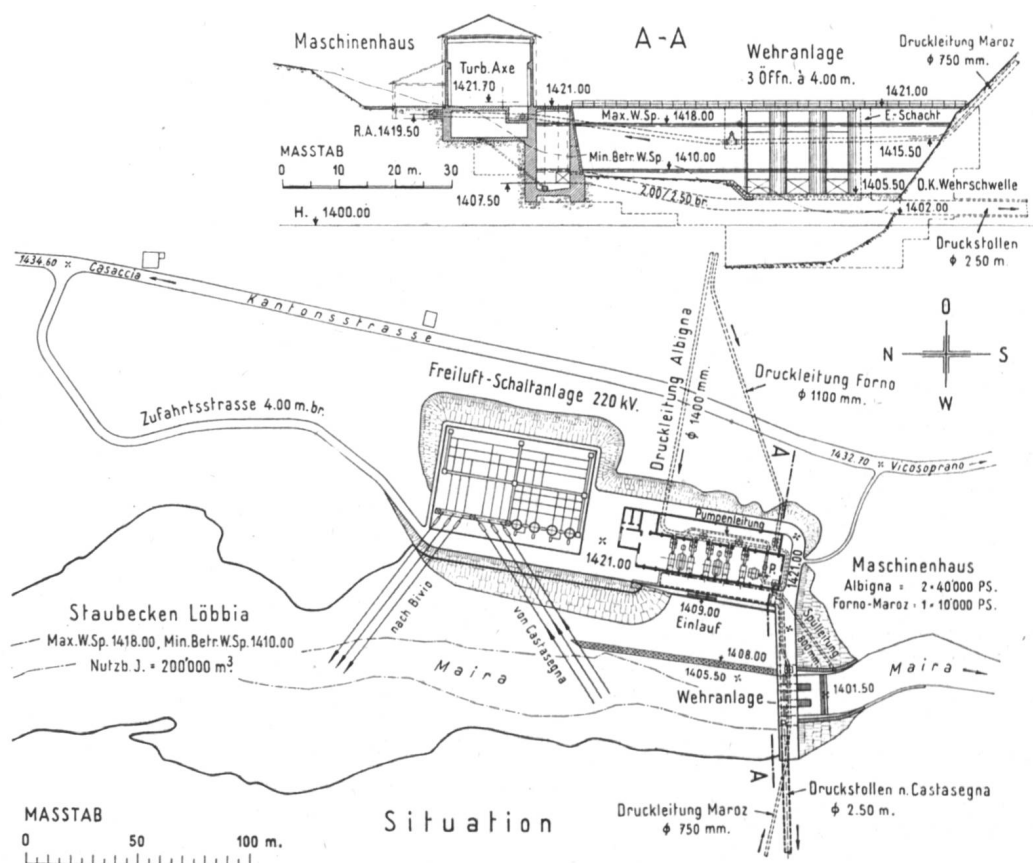 Maschinenhaus
A-A
Wehranlage
3 Öffn. à 4.00 m.
Druckleitung Maroz
ϕ 750 mm.
Turb. Axe
1421.70
1421.00
1421.00
Max. W. Sp. 1418.00
E.-Schacht
R.A. 1419.50
1415.50
MASSTAB
Min. Betr. W. Sp. 1410.00
0 10 20 m. 30
1407.50
2.00/2.50 br.
1405.50
O.K. Wehrschwelle
1402.00
H. 1400.00
Druckstollen
ϕ 2.50 m.
1434.60
Casaccia
Kantonsstrasse
Druckleitung Albigna
ϕ 1400 mm.
Druckleitung Forno
ϕ 1100 mm.
O
N S
W
Freiluft-Schaltanlage 220 kV.
Zufahrtsstrasse 4.00 m. br.
A
1432.70
Vicosoprano
Pumpenleitung
1421.00
P.
1421.00
Maschinenhaus
Albigna = 2×40'000 PS.
Forno-Maroz = 1×10'000 PS.
1409.00
Einlauf
Spülleitung
800 mm.
Staubecken Löbbia
Max. W. Sp. 1418.00, Min. Betr. W. Sp. 1410.00
Nutzb. J. = 200'000 m³
nach Bivio
von Castasegna
Maira
1408.00
1405.50
Maira
Wehranlage
1401.50
A
Druckstollen n. Castasegna
ϕ 2.50 m.
Druckleitung Maroz
ϕ 750 mm.
MASSTAB
0 50 100 m.
Situation